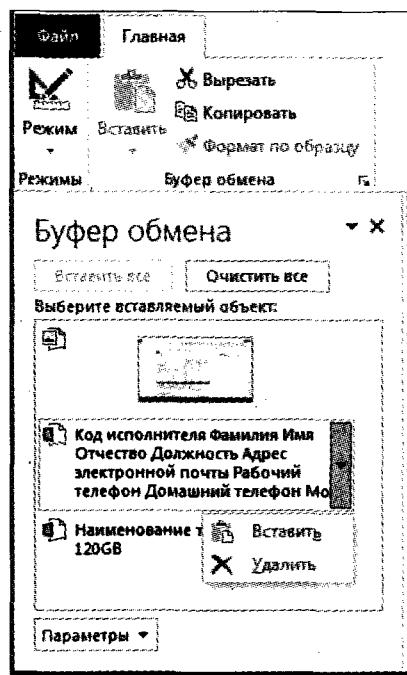 Файл Главная
Вырезать
Копировать
Режим Вставить
Формат по образцу
Режимы Буфер обмена
Буфер обмена
Вставить все Очистить все
Выберите вставляемый объект:
Код исполнителя Фамилия Имя
Отчество Должность Адрес
электронной почты Рабочий
телефон Домашний телефон Мо
Наименование т
120GB
Вставить
Удалить
Параметры